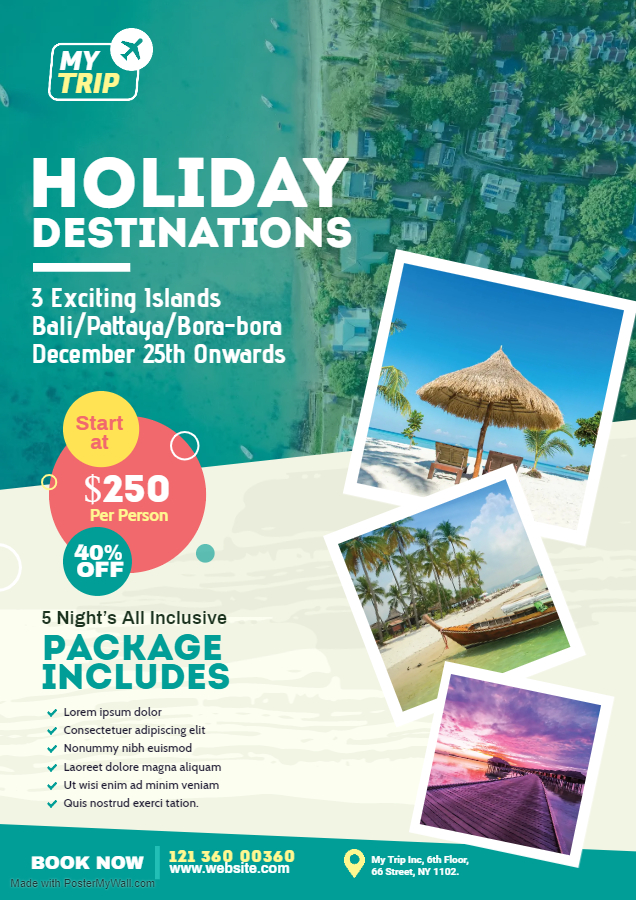 MY
TRIP
HOLIDAY
DESTINATIONS
3 Exciting Islands
Bali/Pattaya/Bora-bora
December 25th Onwards
Start
at
$250
Per Person
40%
OFF
5 Night's All Inclusive
PACKAGE
INCLUDES
Lorem ipsum dolor
Consectetuer adipiscing elit
Nonummy nibh euismod
Laoreet dolore magna aliquam
Ut wisi enim ad minim veniam
Quis nostrud exerci tation.
BOOK NOW
121 360 00360
www.website.com
My Trip Inc, 6th Floor,
66 Street, NY 1102.
Made with PosterMyWall.com